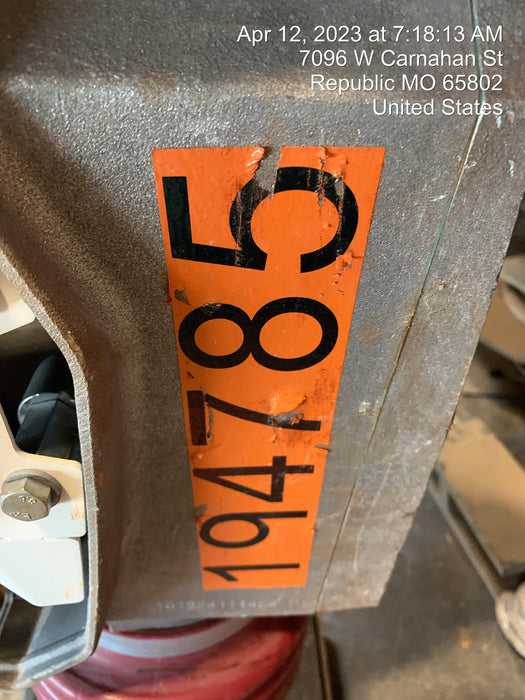 Apr 12, 2023 at 7:18:13 AM
7096 W Carnahan St
Republic MO 65802
United States
194785